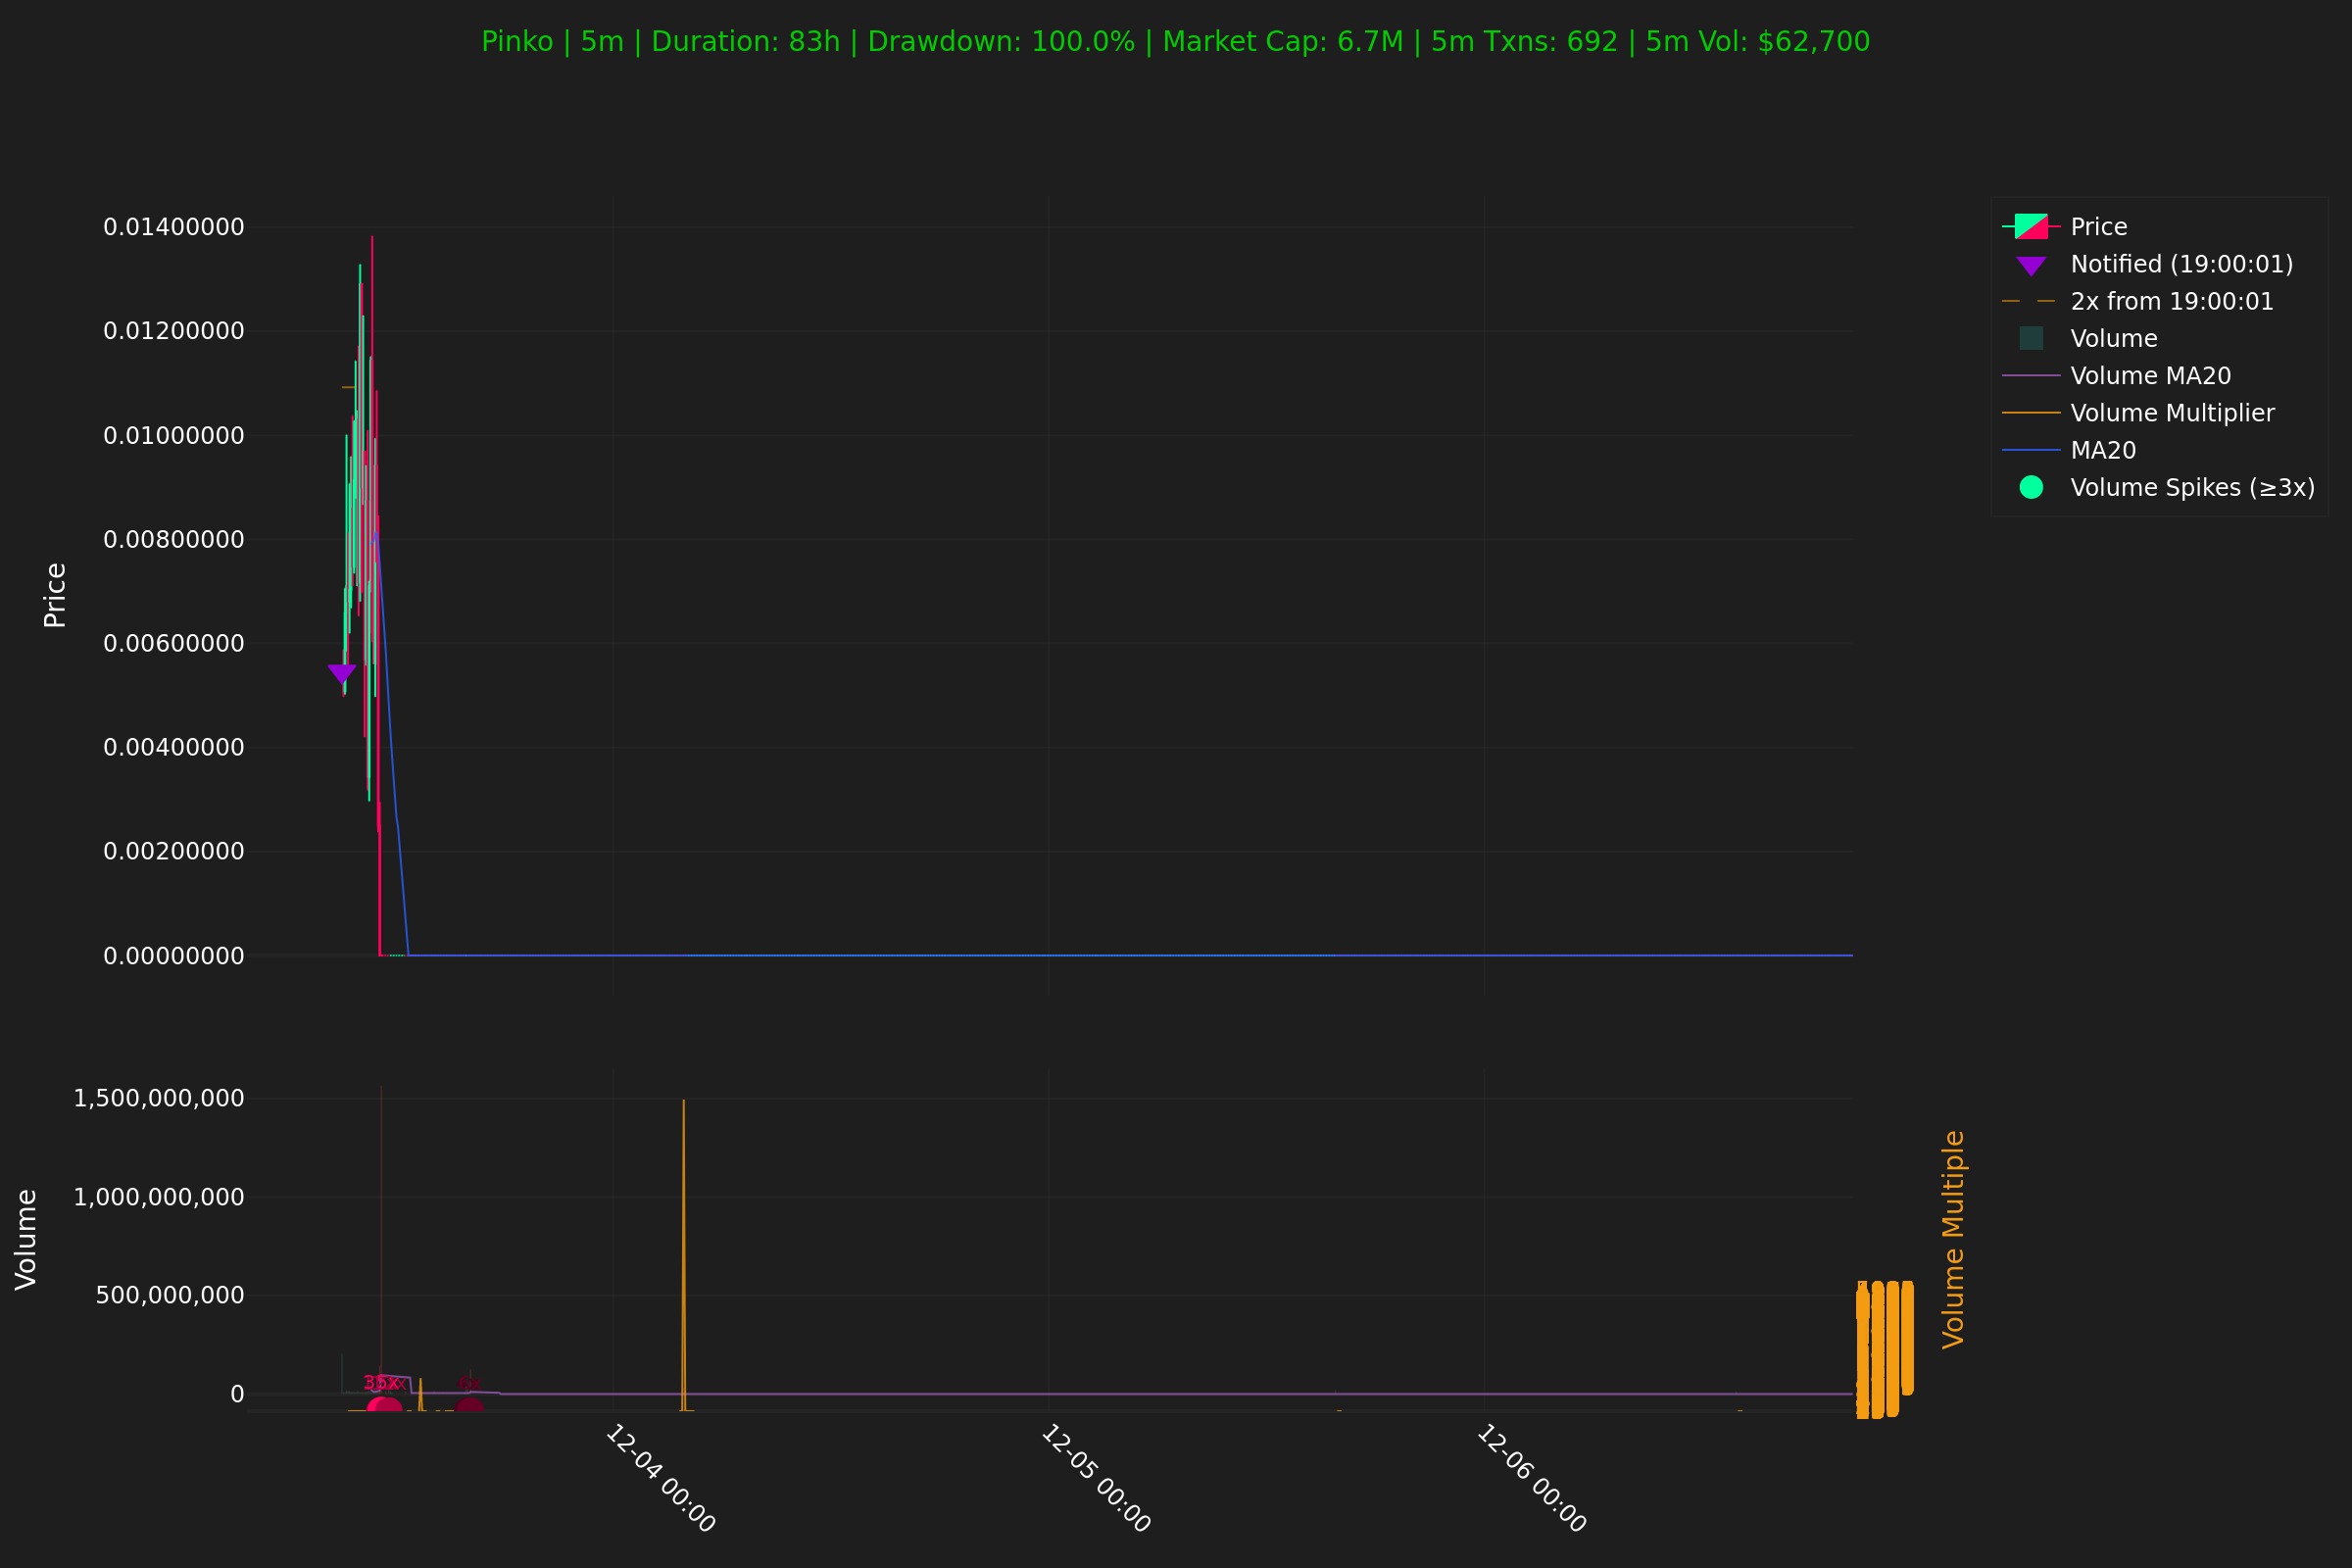 Pinko | 5m | Duration: 83h | Drawdown: 100.0% | Market Cap: 6.7M | 5m Txns: 692 | 5m Vol: $62,700
Price
0.01400000
0.01200000
0.01000000
0.00800000
0.00600000
0.00400000
0.00200000
0.00000000
Price
Notified (19:00:01)
2x from 19:00:01
Volume
Volume MA20
Volume Multiplier
MA20
Volume Spikes (≥3x)
Volume
1,500,000,000
1,000,000,000
500,000,000
0
6x
Volume Multiple
12-04 00:00
12-05 00:00
12-06 00:00